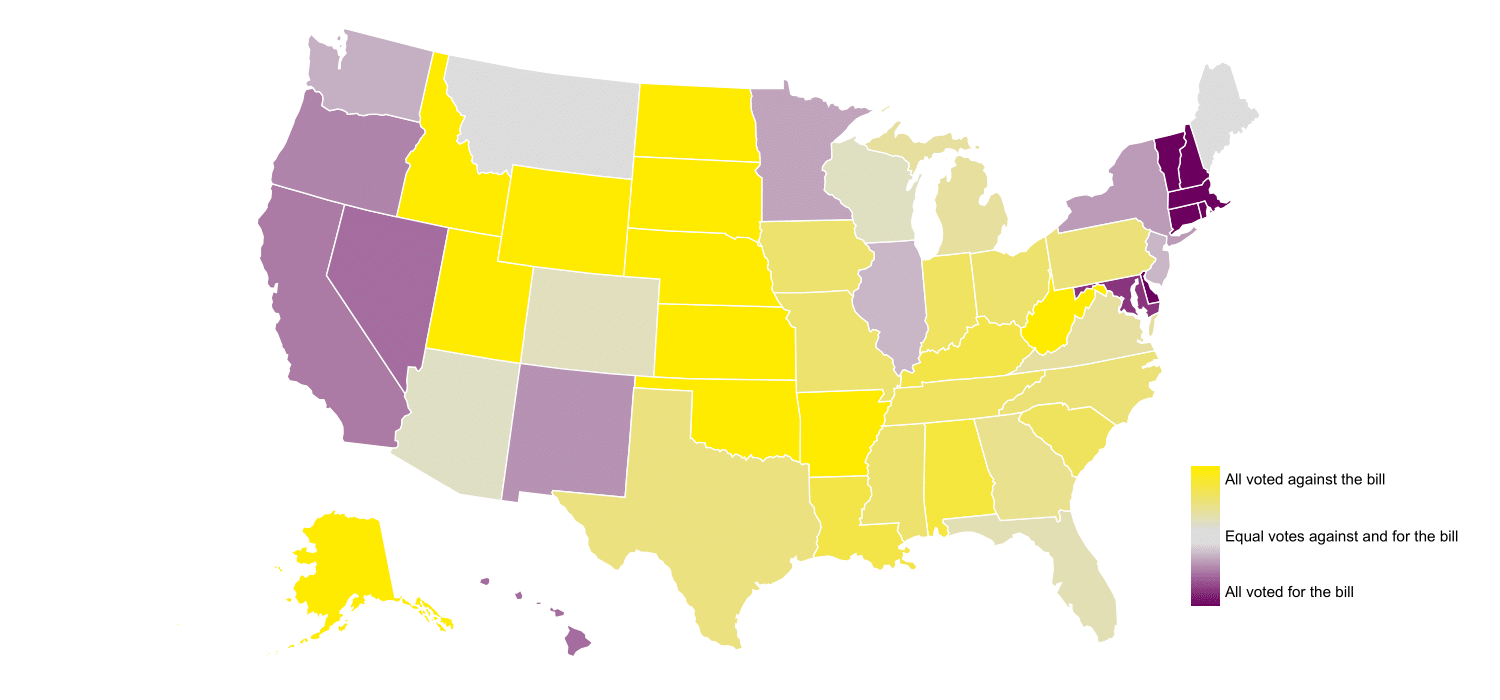 All voted against the bill
Equal votes against and for the bill
All voted for the bill